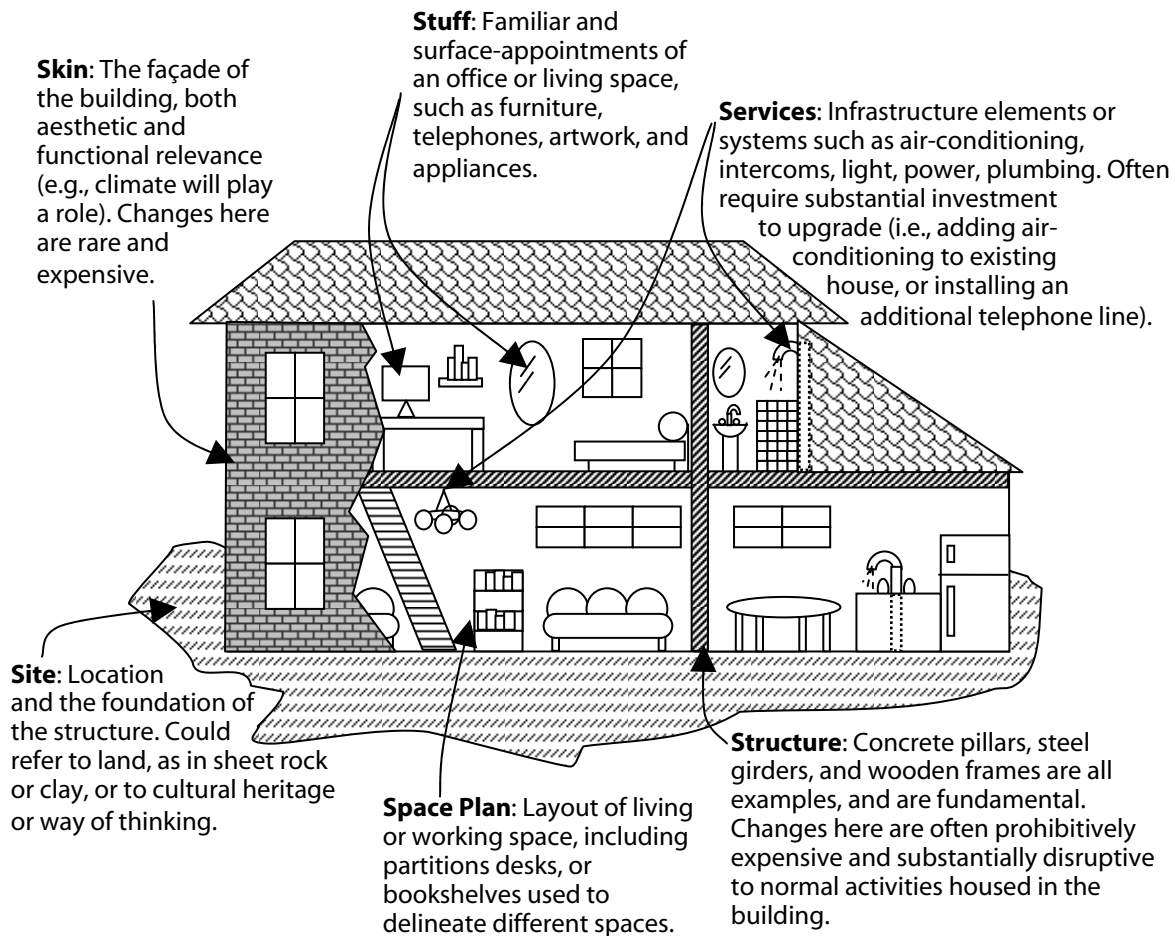 Skin: The façade of
the building, both
aesthetic and
functional relevance
(e.g., climate will play
a role). Changes here
are rare and
expensive.
Stuff: Familiar and
surface-appointments of
an office or living space,
such as furniture,
telephones, artwork, and
appliances.
Services: Infrastructure elements or
systems such as air-conditioning,
intercoms, light, power, plumbing. Often
require substantial investment
to upgrade (i.e., adding air-
conditioning to existing
house, or installing an
additional telephone line).
Site: Location
and the foundation of
the structure. Could
refer to land, as in sheet rock
or clay, or to cultural heritage
or way of thinking.
Space Plan: Layout of living
or working space, including
partitions desks, or
bookshelves used to
delineate different spaces.
Structure: Concrete pillars, steel
girders, and wooden frames are all
examples, and are fundamental.
Changes here are often prohibitively
expensive and substantially disruptive
to normal activities housed in the
building.